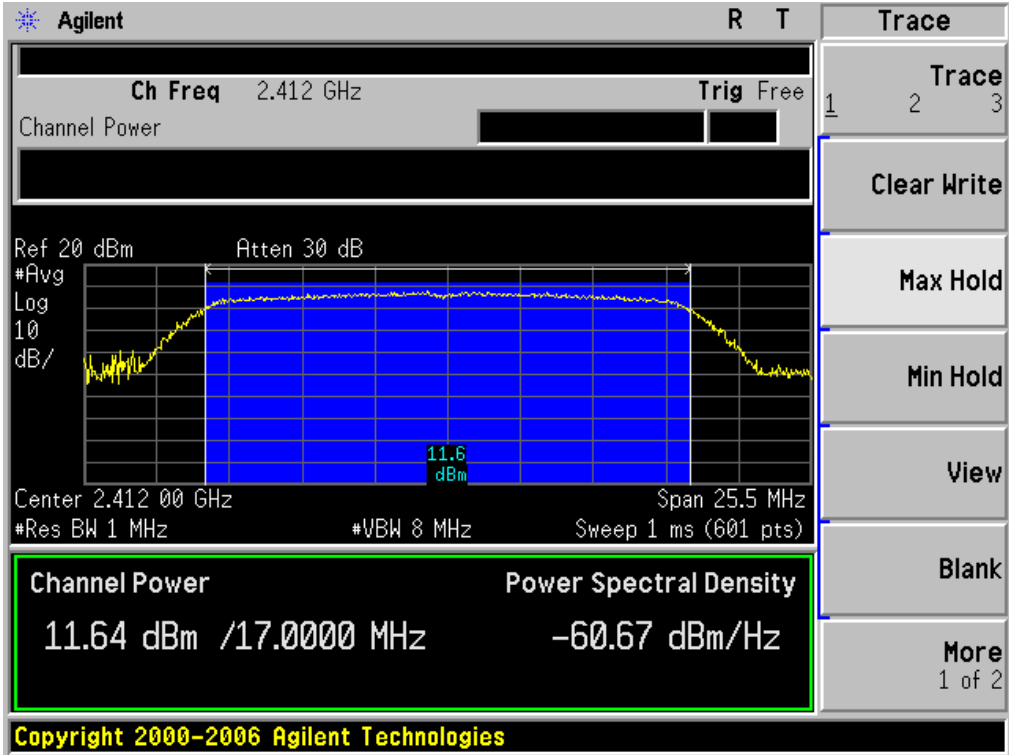 Agilent R T Trace
Ch Freq 2.412 GHz Trig Free
Channel Power
Trace
1 2 3
Clear Write
Ref 20 dBm Atten 30 dB
#Avg
Log
10
dB/
Max Hold
Min Hold
11.6
dBm
View
Center 2.412 00 GHz Span 25.5 MHz
#Res BW 1 MHz #VBW 8 MHz Sweep 1 ms (601 pts)
Channel Power Power Spectral Density
11.64 dBm /17.0000 MHz -60.67 dBm/Hz
Blank
More
1 of 2
Copyright 2000-2006 Agilent Technologies